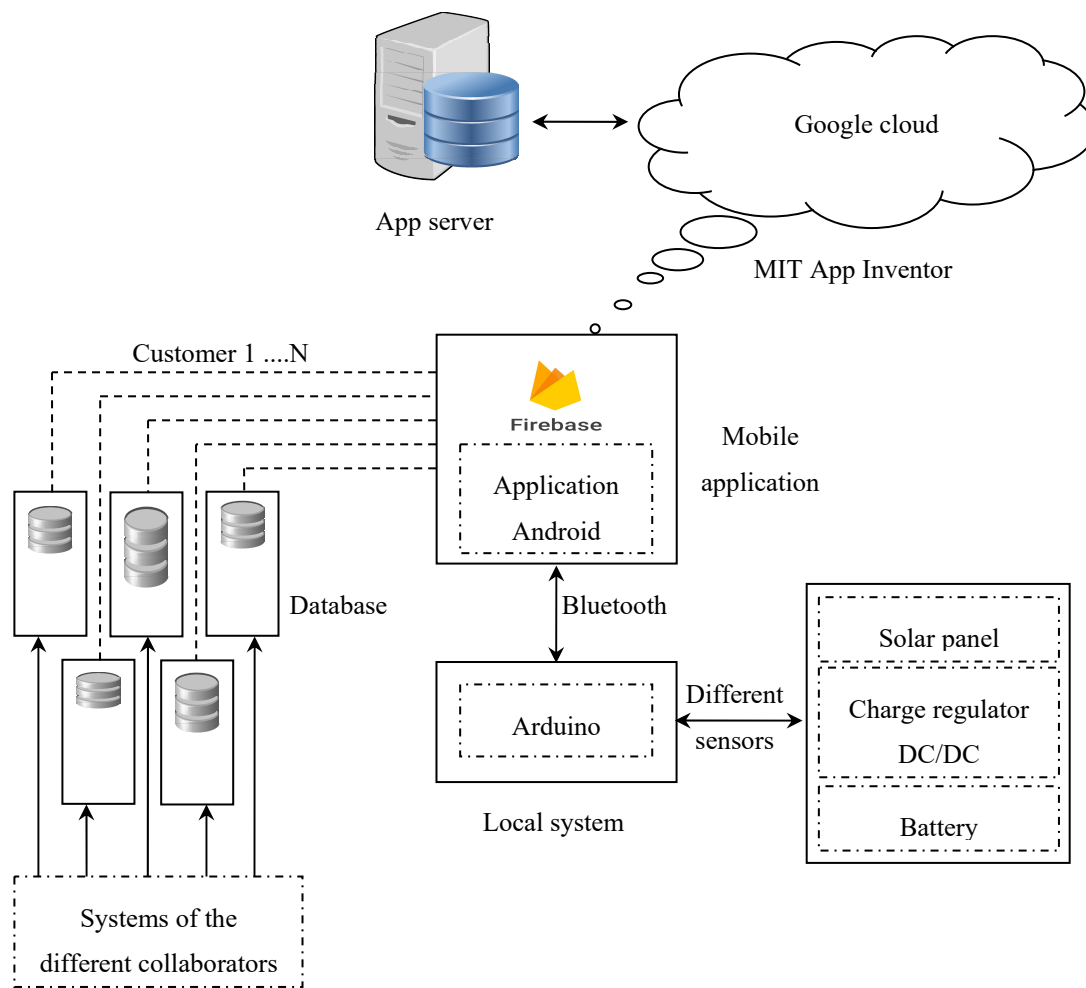 Google cloud
App server
MIT App Inventor
Customer 1 ....N
Firebase
Mobile
application
Application
Android
Database
Bluetooth
Solar panel
Charge regulator
DC/DC
Battery
Different
sensors
Arduino
Local system
Systems of the
different collaborators